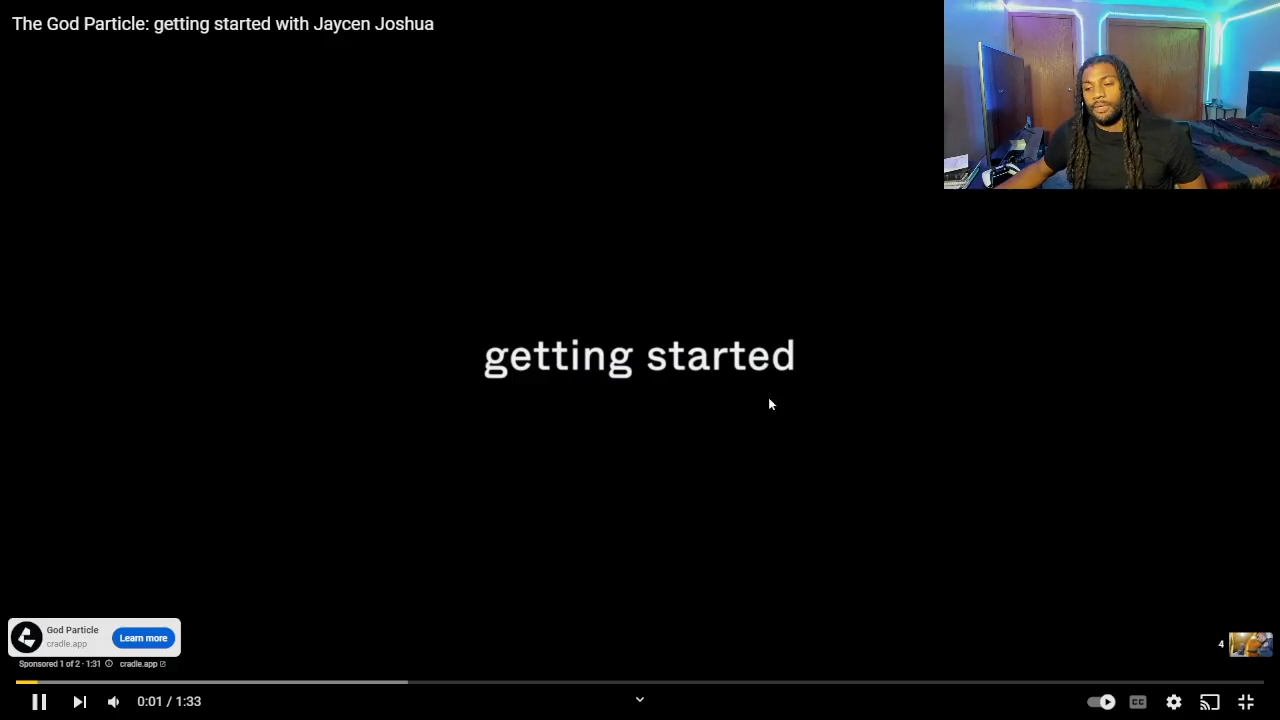 The God Particle: getting started with Jaycen Joshua
getting started
God Particle
cradle.app
Learn more
Sponsored 1 of 2 · 1:31
cradle.app
4
0:01 / 1:33
CC